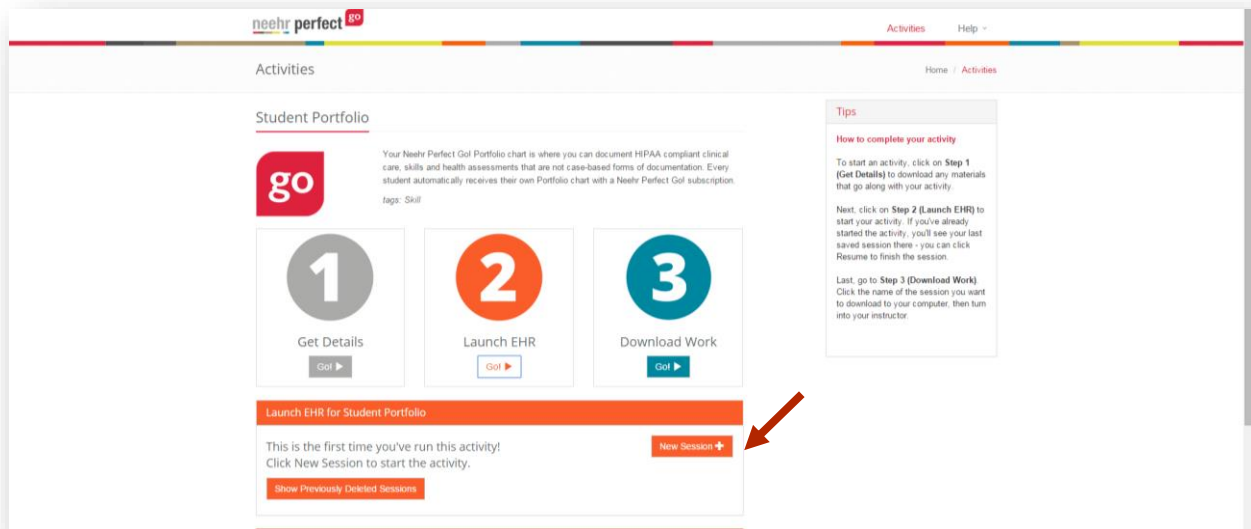 neehr perfect go
Activities Help
Activities
Home / Activities
Student Portfolio
go
Your Neehr Perfect Go! Portfolio chart is where you can document HIPAA compliant clinical
care, skills and health assessments that are not case-based forms of documentation. Every
student automatically receives their own Portfolio chart with a Neehr Perfect Go! subscription.
tags: Skill
1
Get Details
Go!
2
Launch EHR
Go!
3
Download Work
Go!
Launch EHR for Student Portfolio
This is the first time you've run this activity!
Click New Session to start the activity.
New Session +
Show Previously Deleted Sessions
Tips
How to complete your activity
To start an activity, click on Step 1
(Get Details) to download any materials
that go along with your activity.
Next, click on Step 2 (Launch EHR) to
start your activity. If you've already
started the activity, you'll see your last
saved session there - you can click
Resume to finish the session.
Last, go to Step 3 (Download Work).
Click the name of the session you want
to download to your computer, then turn
into your instructor.